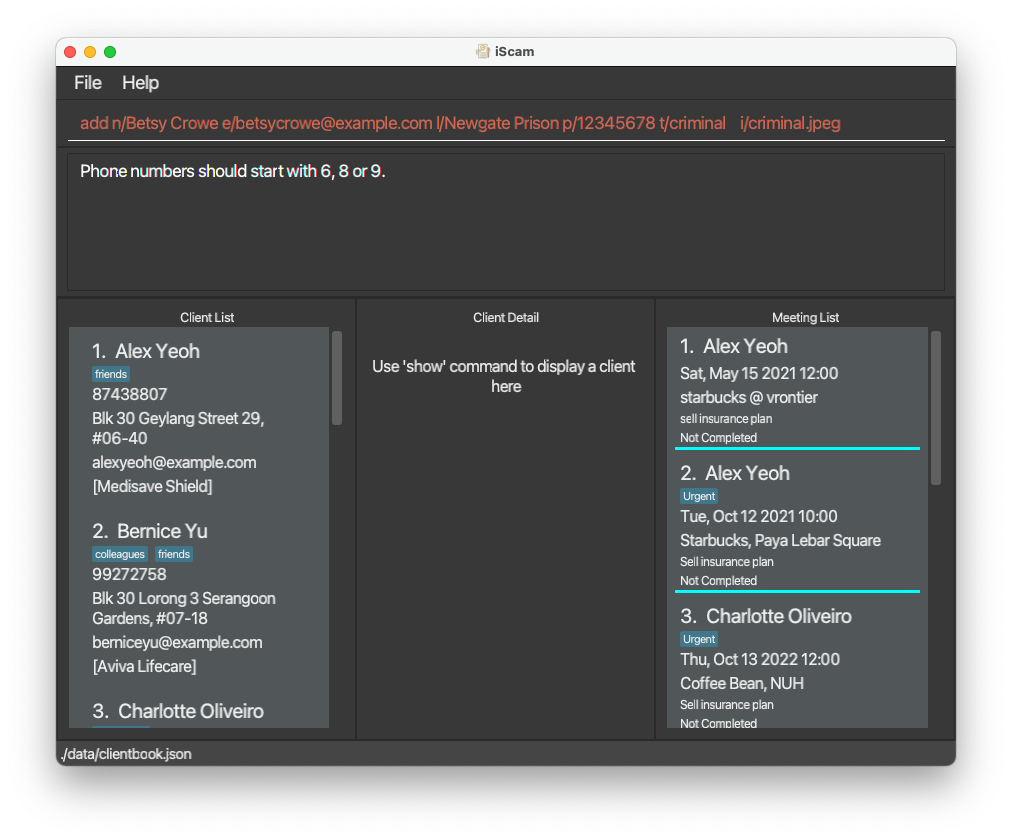 iScam
File Help
add n/Betsy Crowe e/betsycrowe@example.com l/Newgate Prison p/12345678 t/criminal i/criminal.jpeg
Phone numbers should start with 6, 8 or 9.
Client List
1. Alex Yeoh
friends
87438807
Blk 30 Geylang Street 29,
#06-40
alexyeoh@example.com
[Medisave Shield]
2. Bernice Yu
colleagues friends
99272758
Blk 30 Lorong 3 Serangoon
Gardens, #07-18
berniceyu@example.com
[Aviva Lifecare]
3. Charlotte Oliveiro
Client Detail
Use 'show' command to display a client
here
Meeting List
1. Alex Yeoh
Sat, May 15 2021 12:00
starbucks @ vrontier
sell insurance plan
Not Completed
2. Alex Yeoh
Urgent
Tue, Oct 12 2021 10:00
Starbucks, Paya Lebar Square
Sell insurance plan
Not Completed
3. Charlotte Oliveiro
Urgent
Thu, Oct 13 2022 12:00
Coffee Bean, NUH
Sell insurance plan
Not Completed
./data/clientbook.json